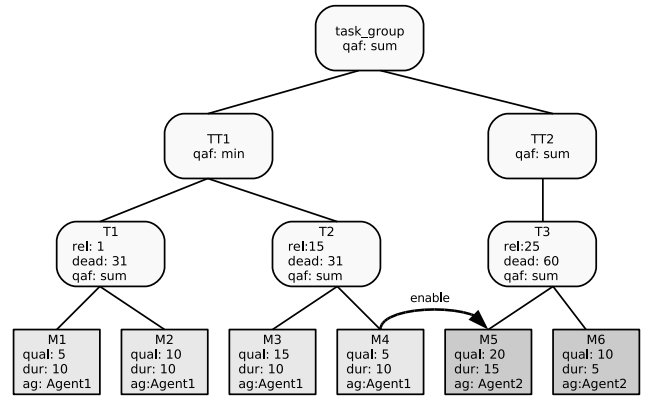 task_group
qaf: sum
TT1
qaf: min
TT2
qaf: sum
T1
rel: 1
dead: 31
qaf: sum
T2
rel:15
dead: 31
qaf: sum
T3
rel:25
dead: 60
qaf: sum
enable
M1
qual: 5
dur: 10
ag:Agent1
M2
qual: 10
dur: 10
ag:Agent1
M3
qual: 15
dur: 10
ag:Agent1
M4
qual: 5
dur: 10
ag:Agent1
M5
qual: 20
dur: 15
ag: Agent2
M6
qual: 10
dur: 5
ag:Agent2